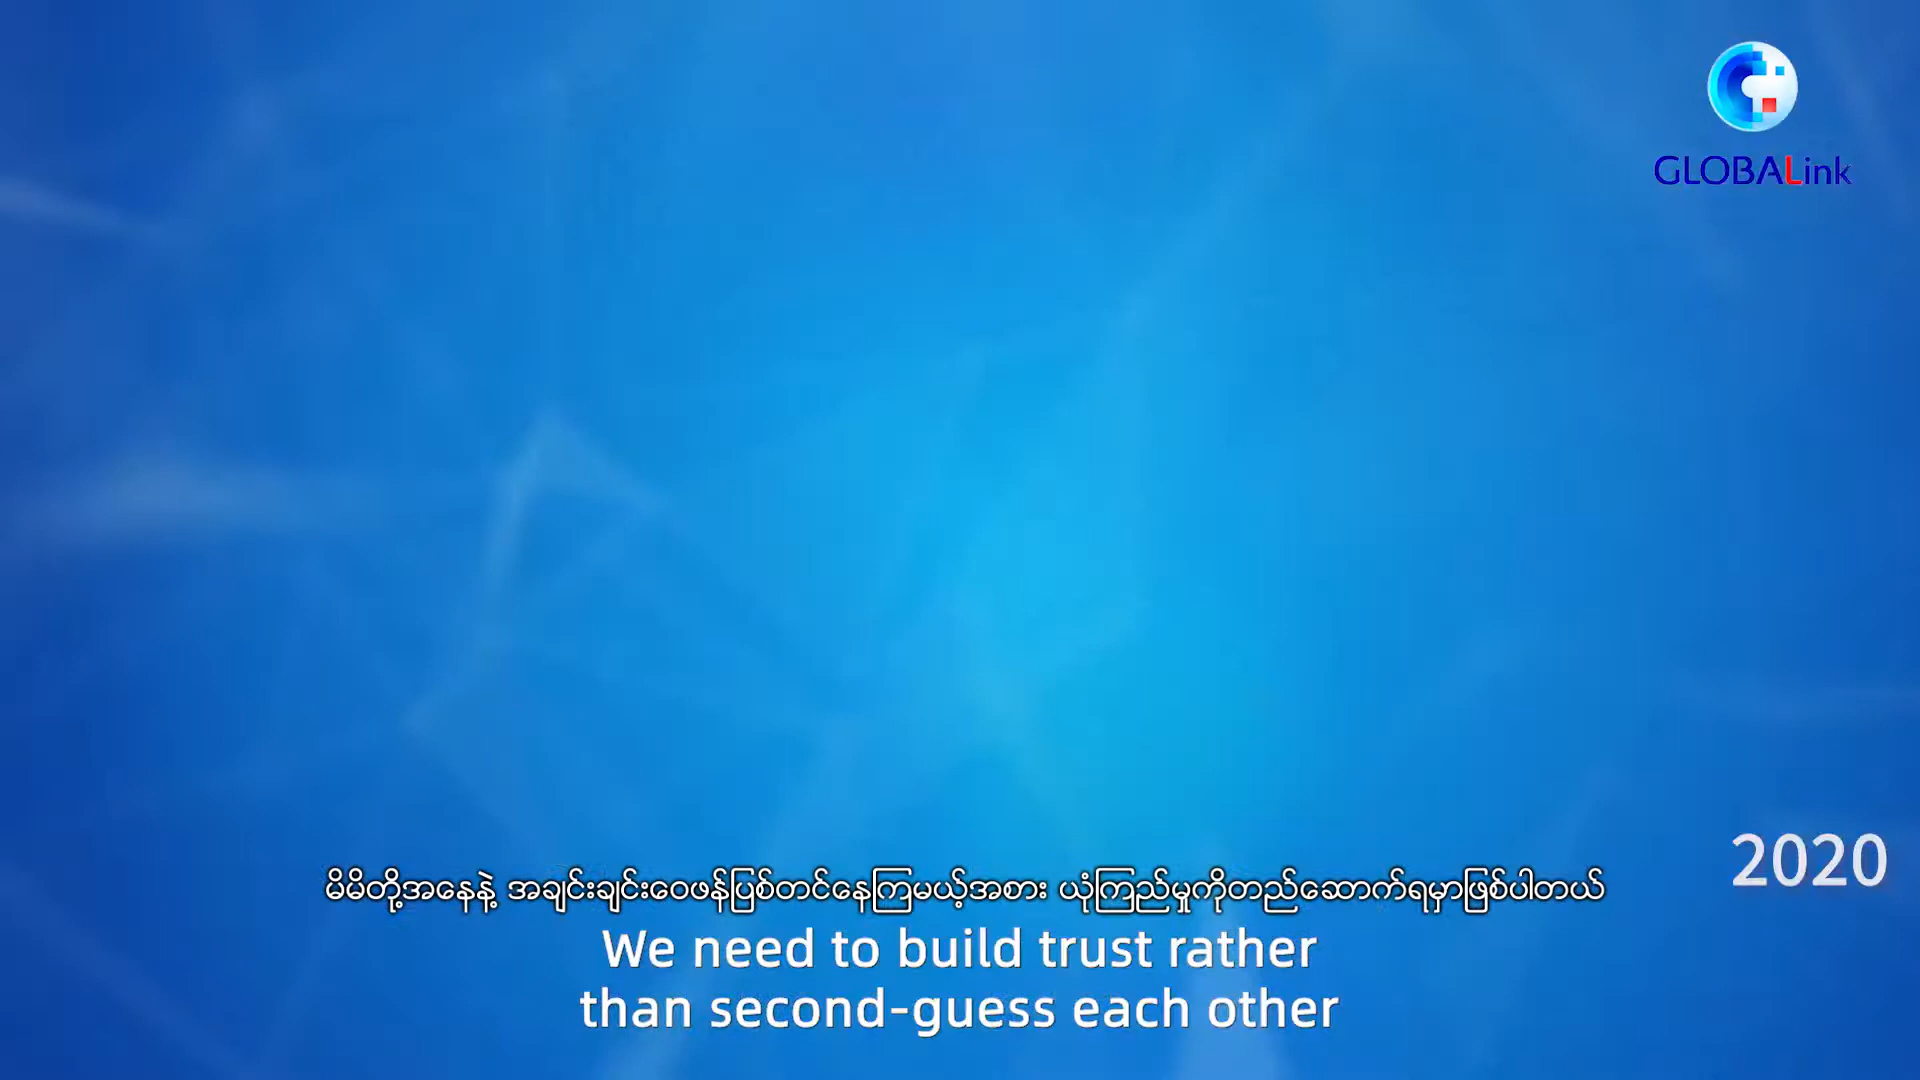 GLOBALink
2020
မိမိတို့အနေနဲ့ အချင်းချင်းဝေဖန်ပြစ်တင်နေကြမယ့်အစား ယုံကြည်မှုကိုတည်ဆောက်ရမှာဖြစ်ပါတယ်
We need to build trust rather
than second-guess each other